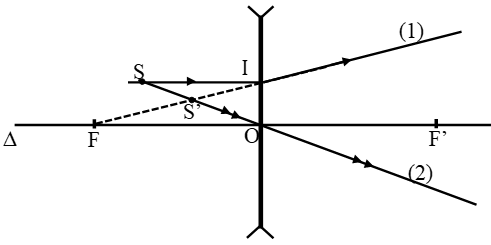 (1)
S I
S'
Δ F O F'
(2)